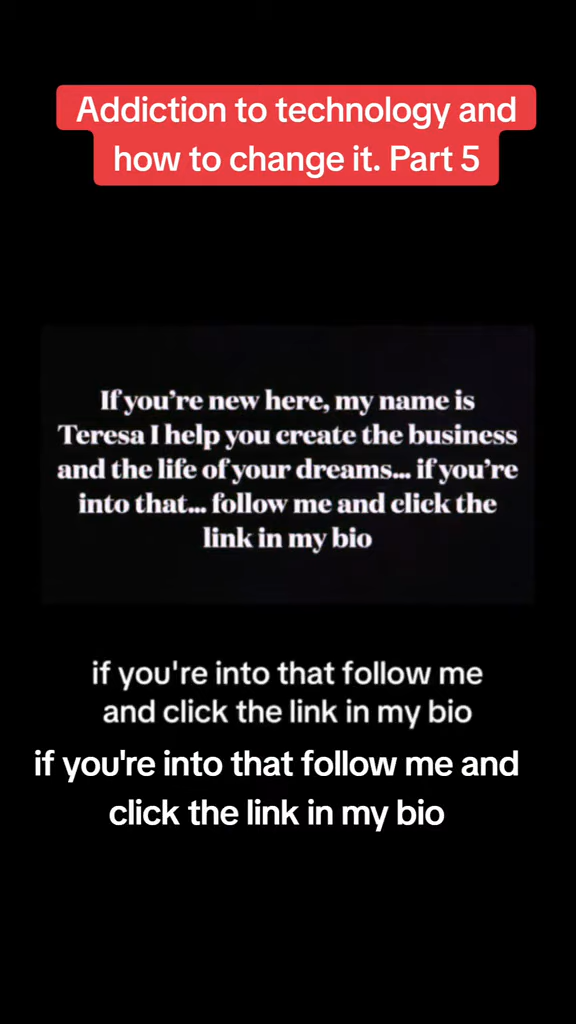 Addiction to technology and
how to change it. Part 5
If you're new here, my name is
Teresa I help you create the business
and the life of your dreams... if you're
into that... follow me and click the
link in my bio
if you're into that follow me
and click the link in my bio
if you're into that follow me and
click the link in my bio